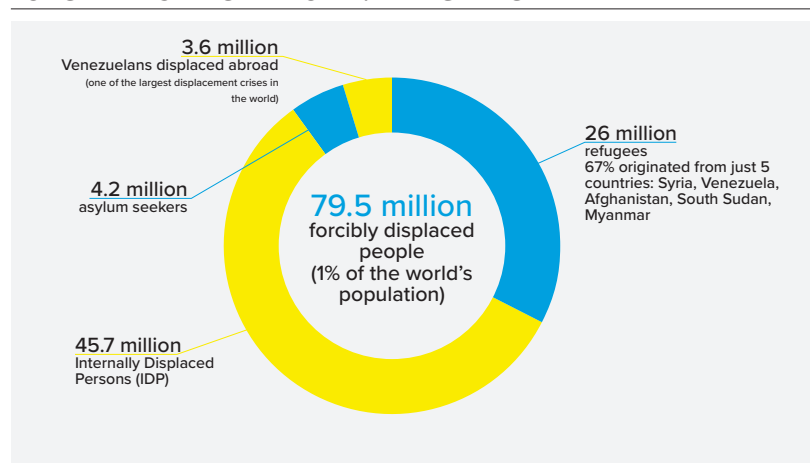 3.6 million
Venezuelans displaced abroad
(one of the largest displacement crises in
the world)
26 million
refugees
67% originated from just 5
countries: Syria, Venezuela,
Afghanistan, South Sudan,
Myanmar
4.2 million
asylum seekers
79.5 million
forcibly displaced
people
(1% of the world's
population)
45.7 million
Internally Displaced
Persons (IDP)